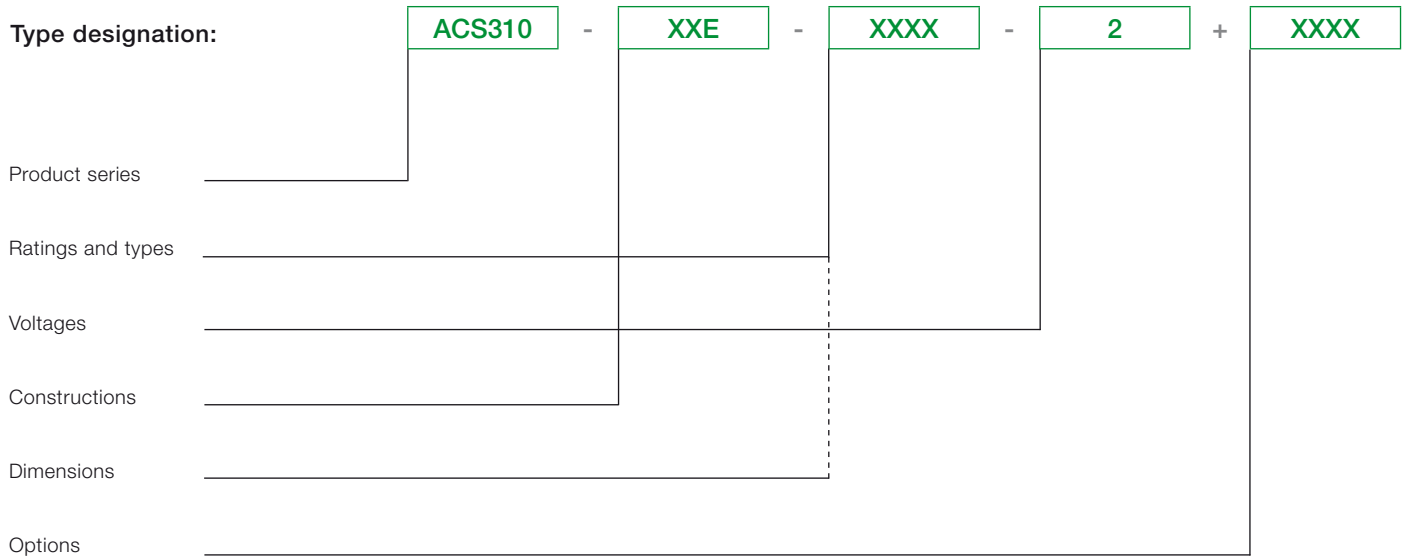 Type designation: ACS310 - XXE - XXXX - 2 + XXXX
Product series
Ratings and types
Voltages
Constructions
Dimensions
Options